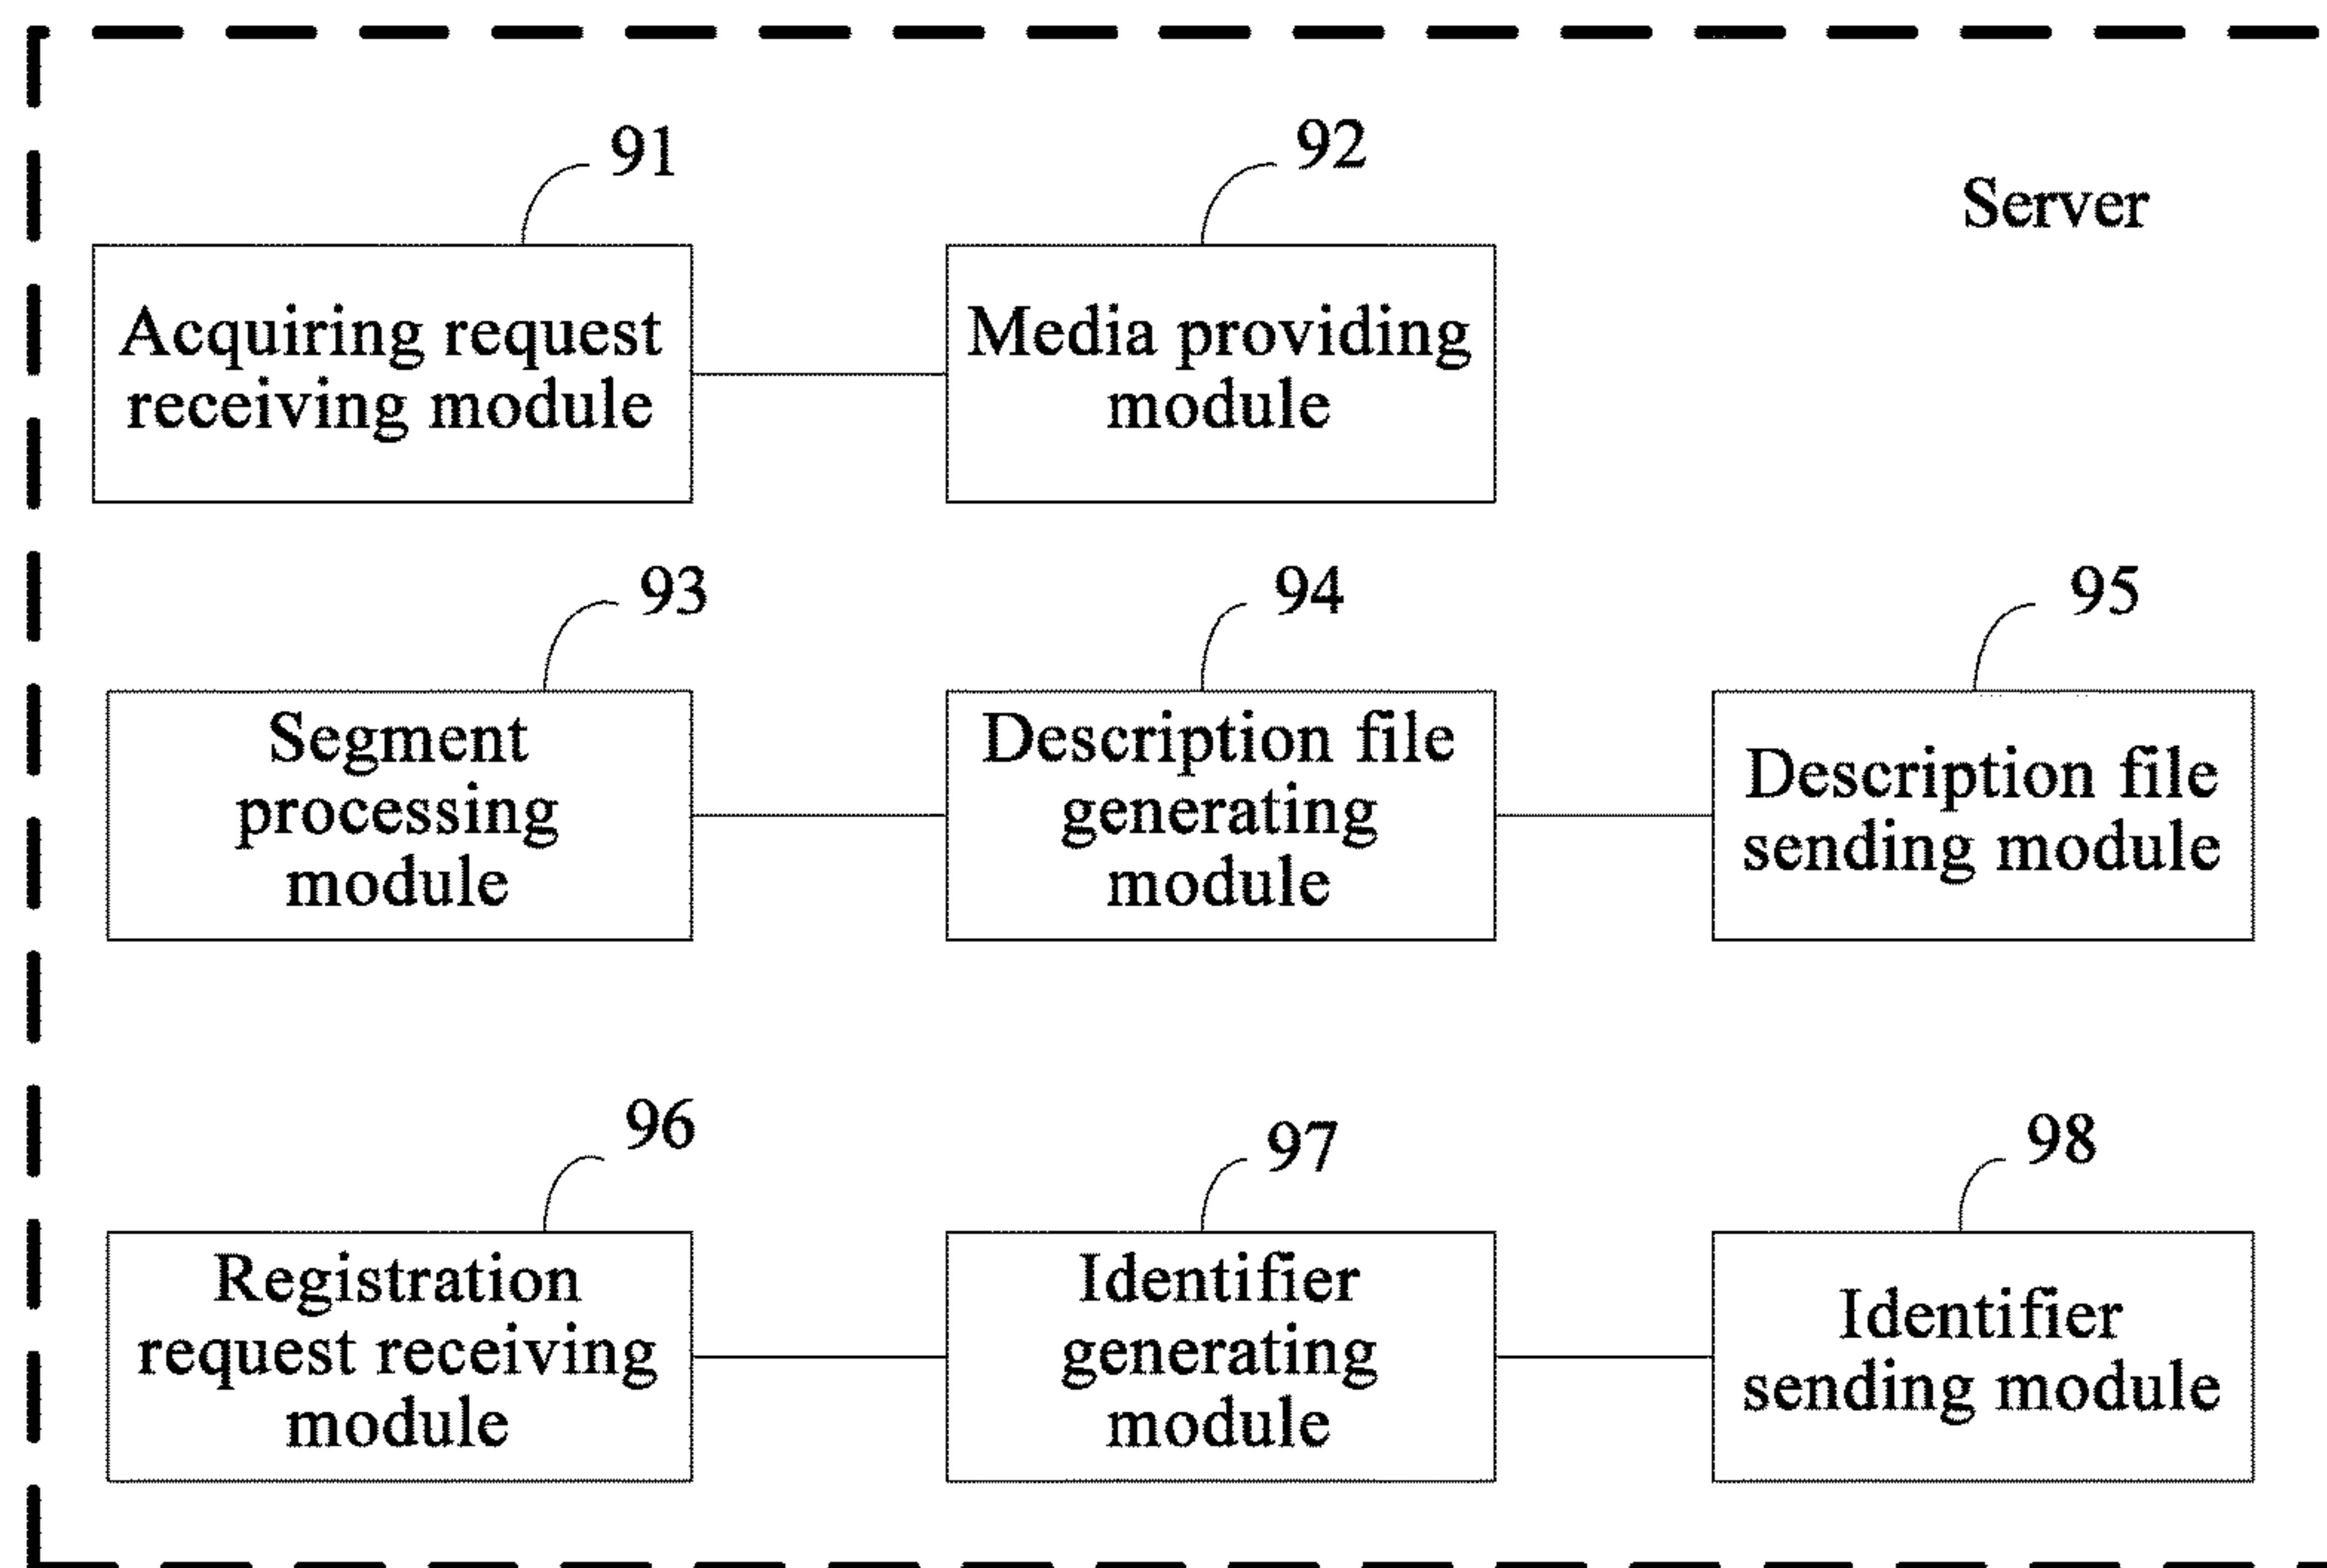 91
92
Server
Acquiring request
receiving module
Media providing
module
93
94
95
Segment
processing
module
Description file
generating
module
Description file
sending module
96
97
98
Registration
request receiving
module
Identifier
generating
module
Identifier
sending module